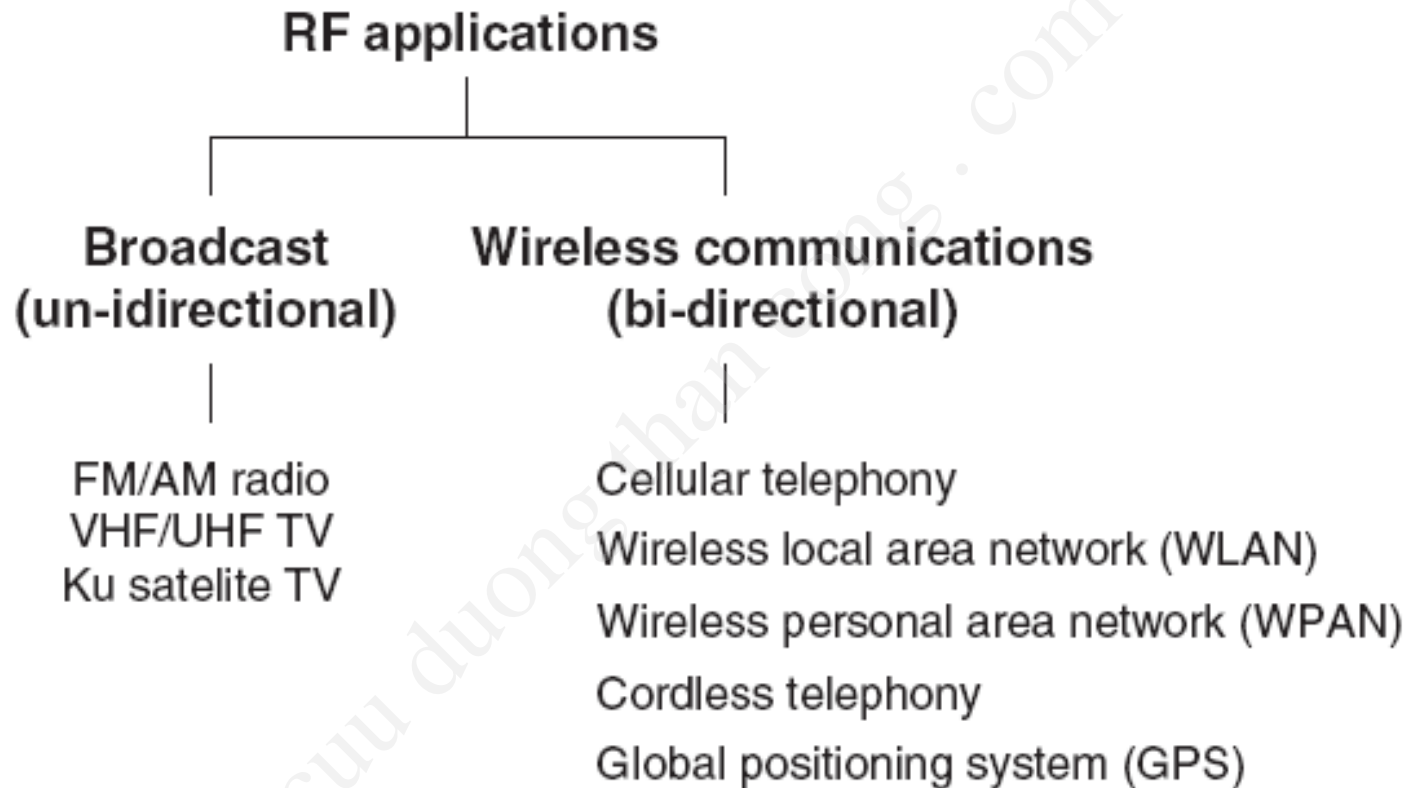 RF applications
Broadcast
(un-idirectional)
FM/AM radio
VHF/UHF TV
Ku satelite TV
Wireless communications
(bi-directional)
Cellular telephony
Wireless local area network (WLAN)
Wireless personal area network (WPAN)
Cordless telephony
Global positioning system (GPS)
cuu duong than cong . com